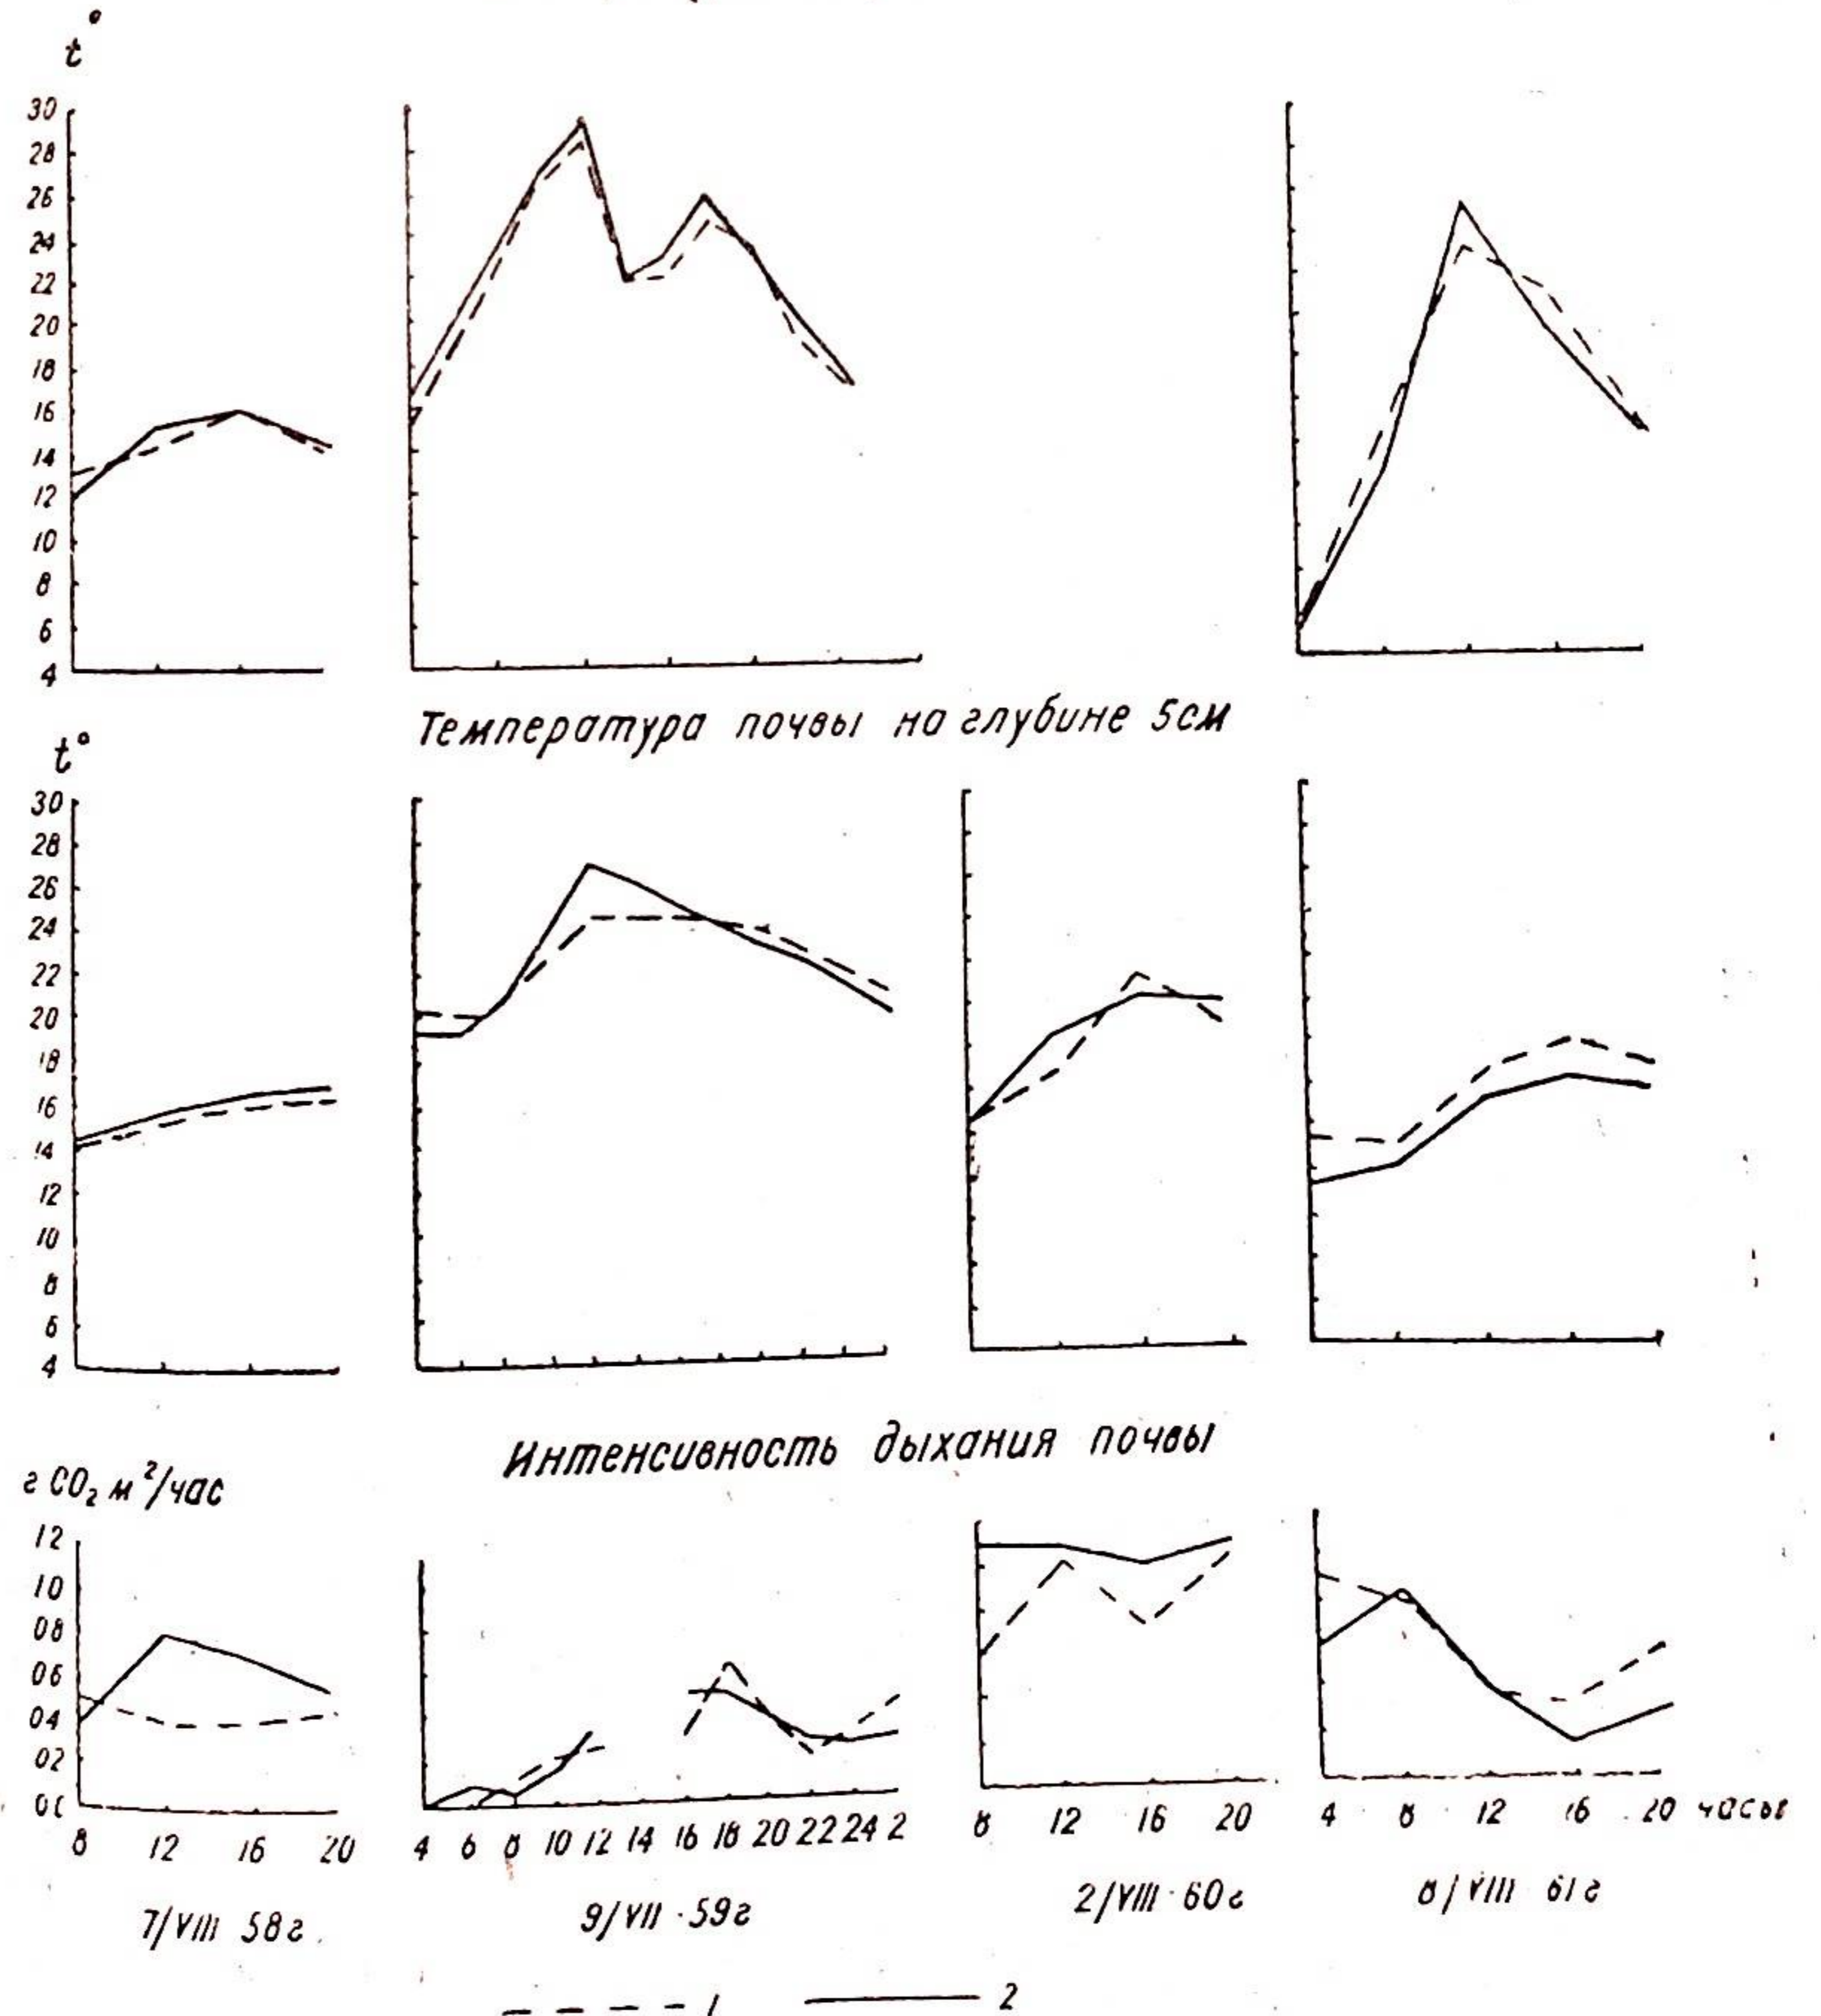 t°
30
28
26
24
22
20
18
16
14
12
10
8
6
4
Температура почвы на глубине 5см
t°
30
28
26
24
22
20
18
16
14
12
10
8
6
4
Интенсивность дыхания почвы
г CO₂ м²/час
12
10
08
06
04
02
8 12 16 20
4 6 8 10 12 14 16 18 20 22 24 2
8 12 16 20
4 8 12 16 20 часы
7/VIII 58г.
9/VII · 59г
2/VIII · 60г
8/VIII 61г
1 2